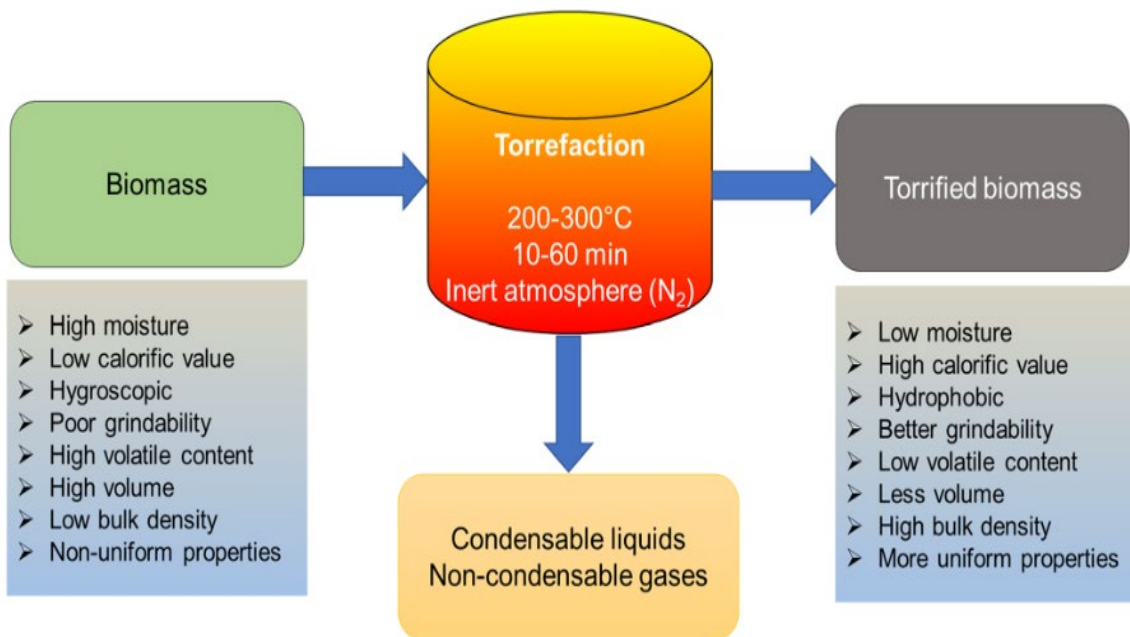 Biomass
➢ High moisture
➢ Low calorific value
➢ Hygroscopic
➢ Poor grindability
➢ High volatile content
➢ High volume
➢ Low bulk density
➢ Non-uniform properties
Torrefaction
200-300°C
10-60 min
Inert atmosphere (N₂)
Condensable liquids
Non-condensable gases
Torrified biomass
➢ Low moisture
➢ High calorific value
➢ Hydrophobic
➢ Better grindability
➢ Low volatile content
➢ Less volume
➢ High bulk density
➢ More uniform properties